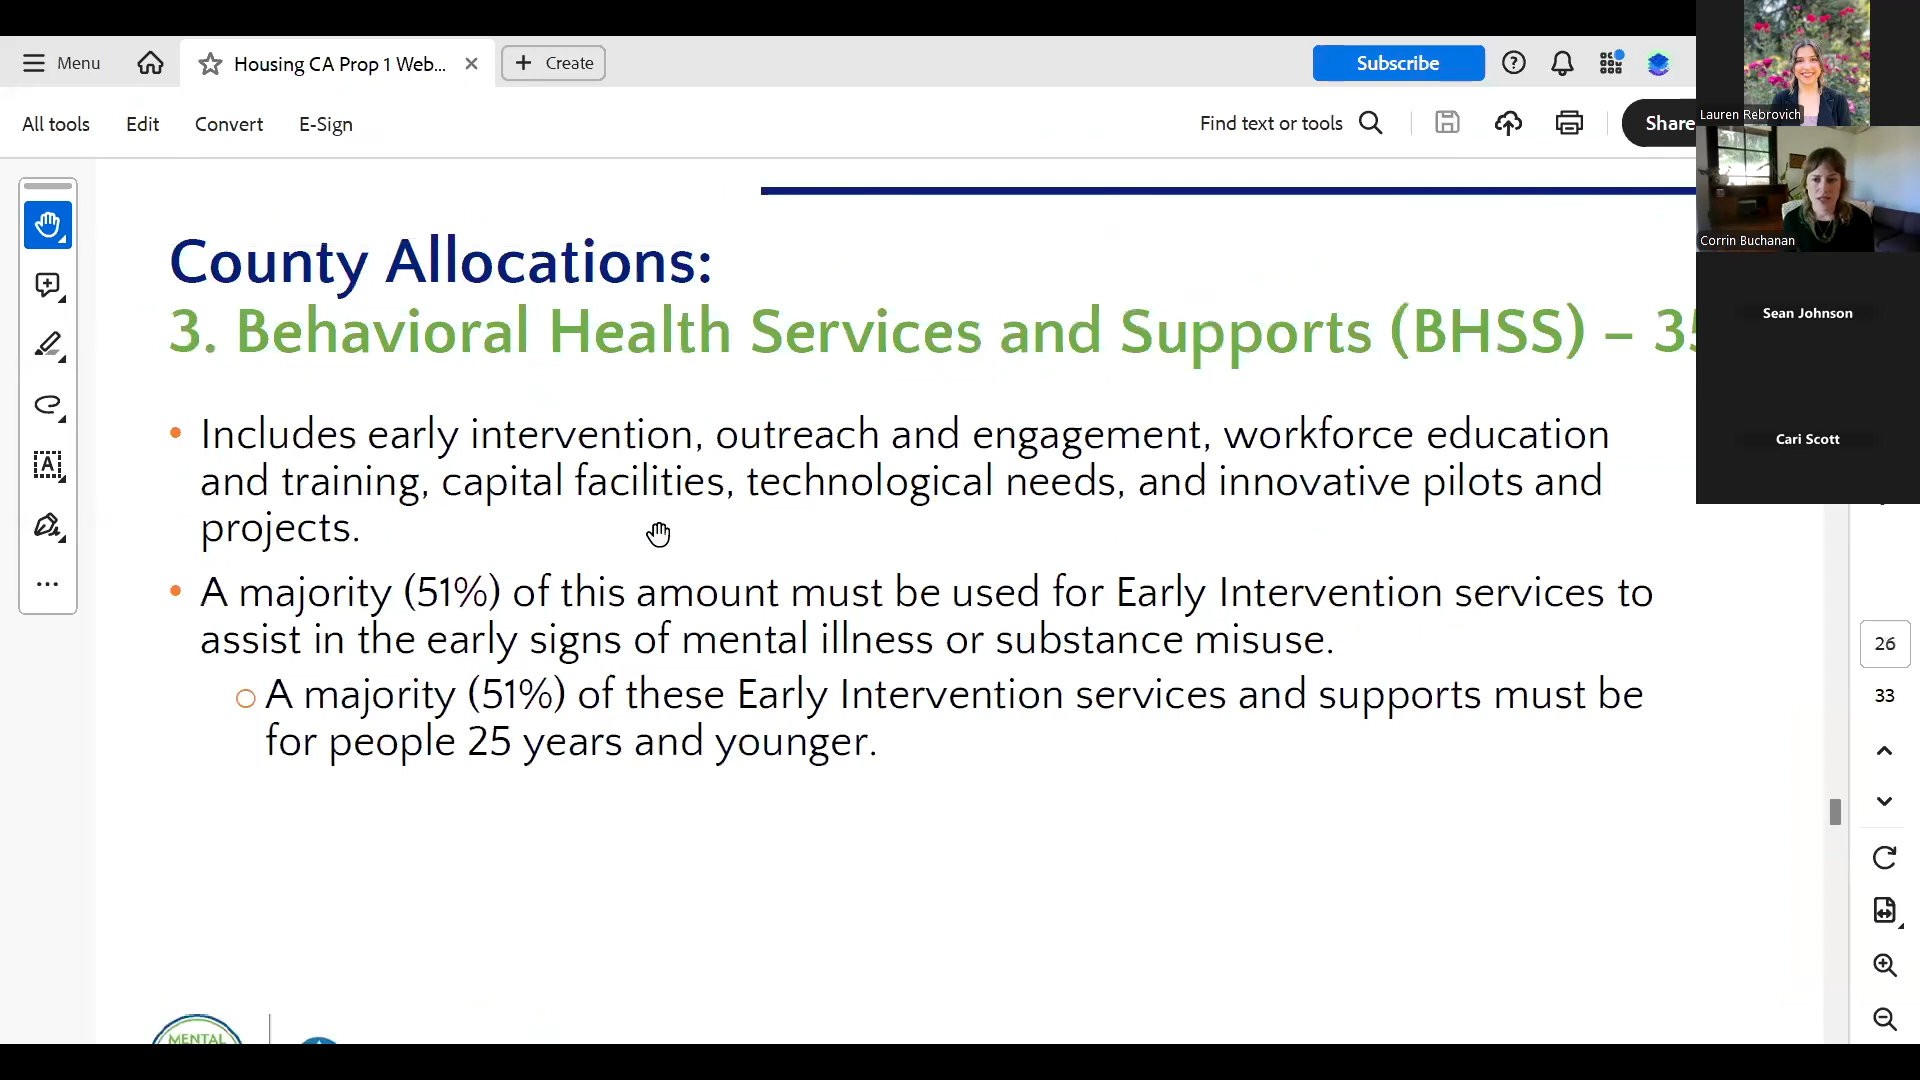 Menu
Housing CA Prop 1 Web...
Create
Subscribe
All tools
Edit
Convert
E-Sign
Find text or tools
Share
Lauren Rebrovich
Corrin Buchanan
Sean Johnson
Cari Scott
County Allocations:
3. Behavioral Health Services and Supports (BHSS) – 35
• Includes early intervention, outreach and engagement, workforce education
and training, capital facilities, technological needs, and innovative pilots and
projects.
• A majority (51%) of this amount must be used for Early Intervention services to
assist in the early signs of mental illness or substance misuse.
○ A majority (51%) of these Early Intervention services and supports must be
for people 25 years and younger.
26
33
MENTAL